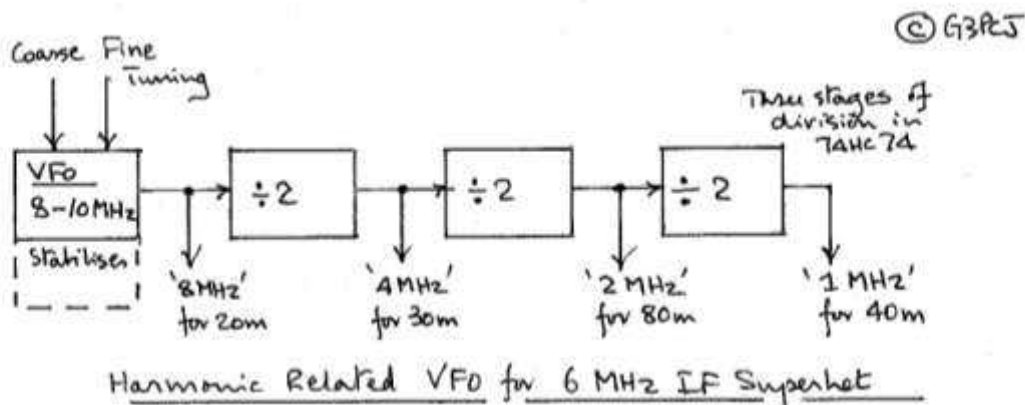 © G3PCJ
Coarse Fine
Tuning
Three stages of
division in
74HC74
VFO
8-10MHz
Stabiliser
÷2
÷2
÷2
'8MHz'
for 20m
'4MHz'
for 30m
'2MHz'
for 80m
'1MHz'
for 40m
Harmonic Related VFO for 6 MHz IF Superhet